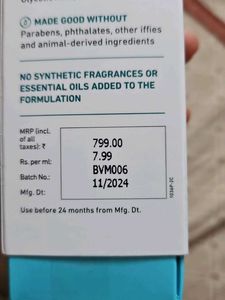 MADE GOOD WITHOUT
Parabens, phthalates, other iffies
and animal-derived ingredients
NO SYNTHETIC FRAGRANCES OR
ESSENTIAL OILS ADDED TO THE
FORMULATION
MRP (incl.
of all
taxes): ₹ 799.00
Rs. per ml: 7.99
Batch No.: BVM006
Mfg. Dt: 11/2024
Use before 24 months from Mfg. Dt.